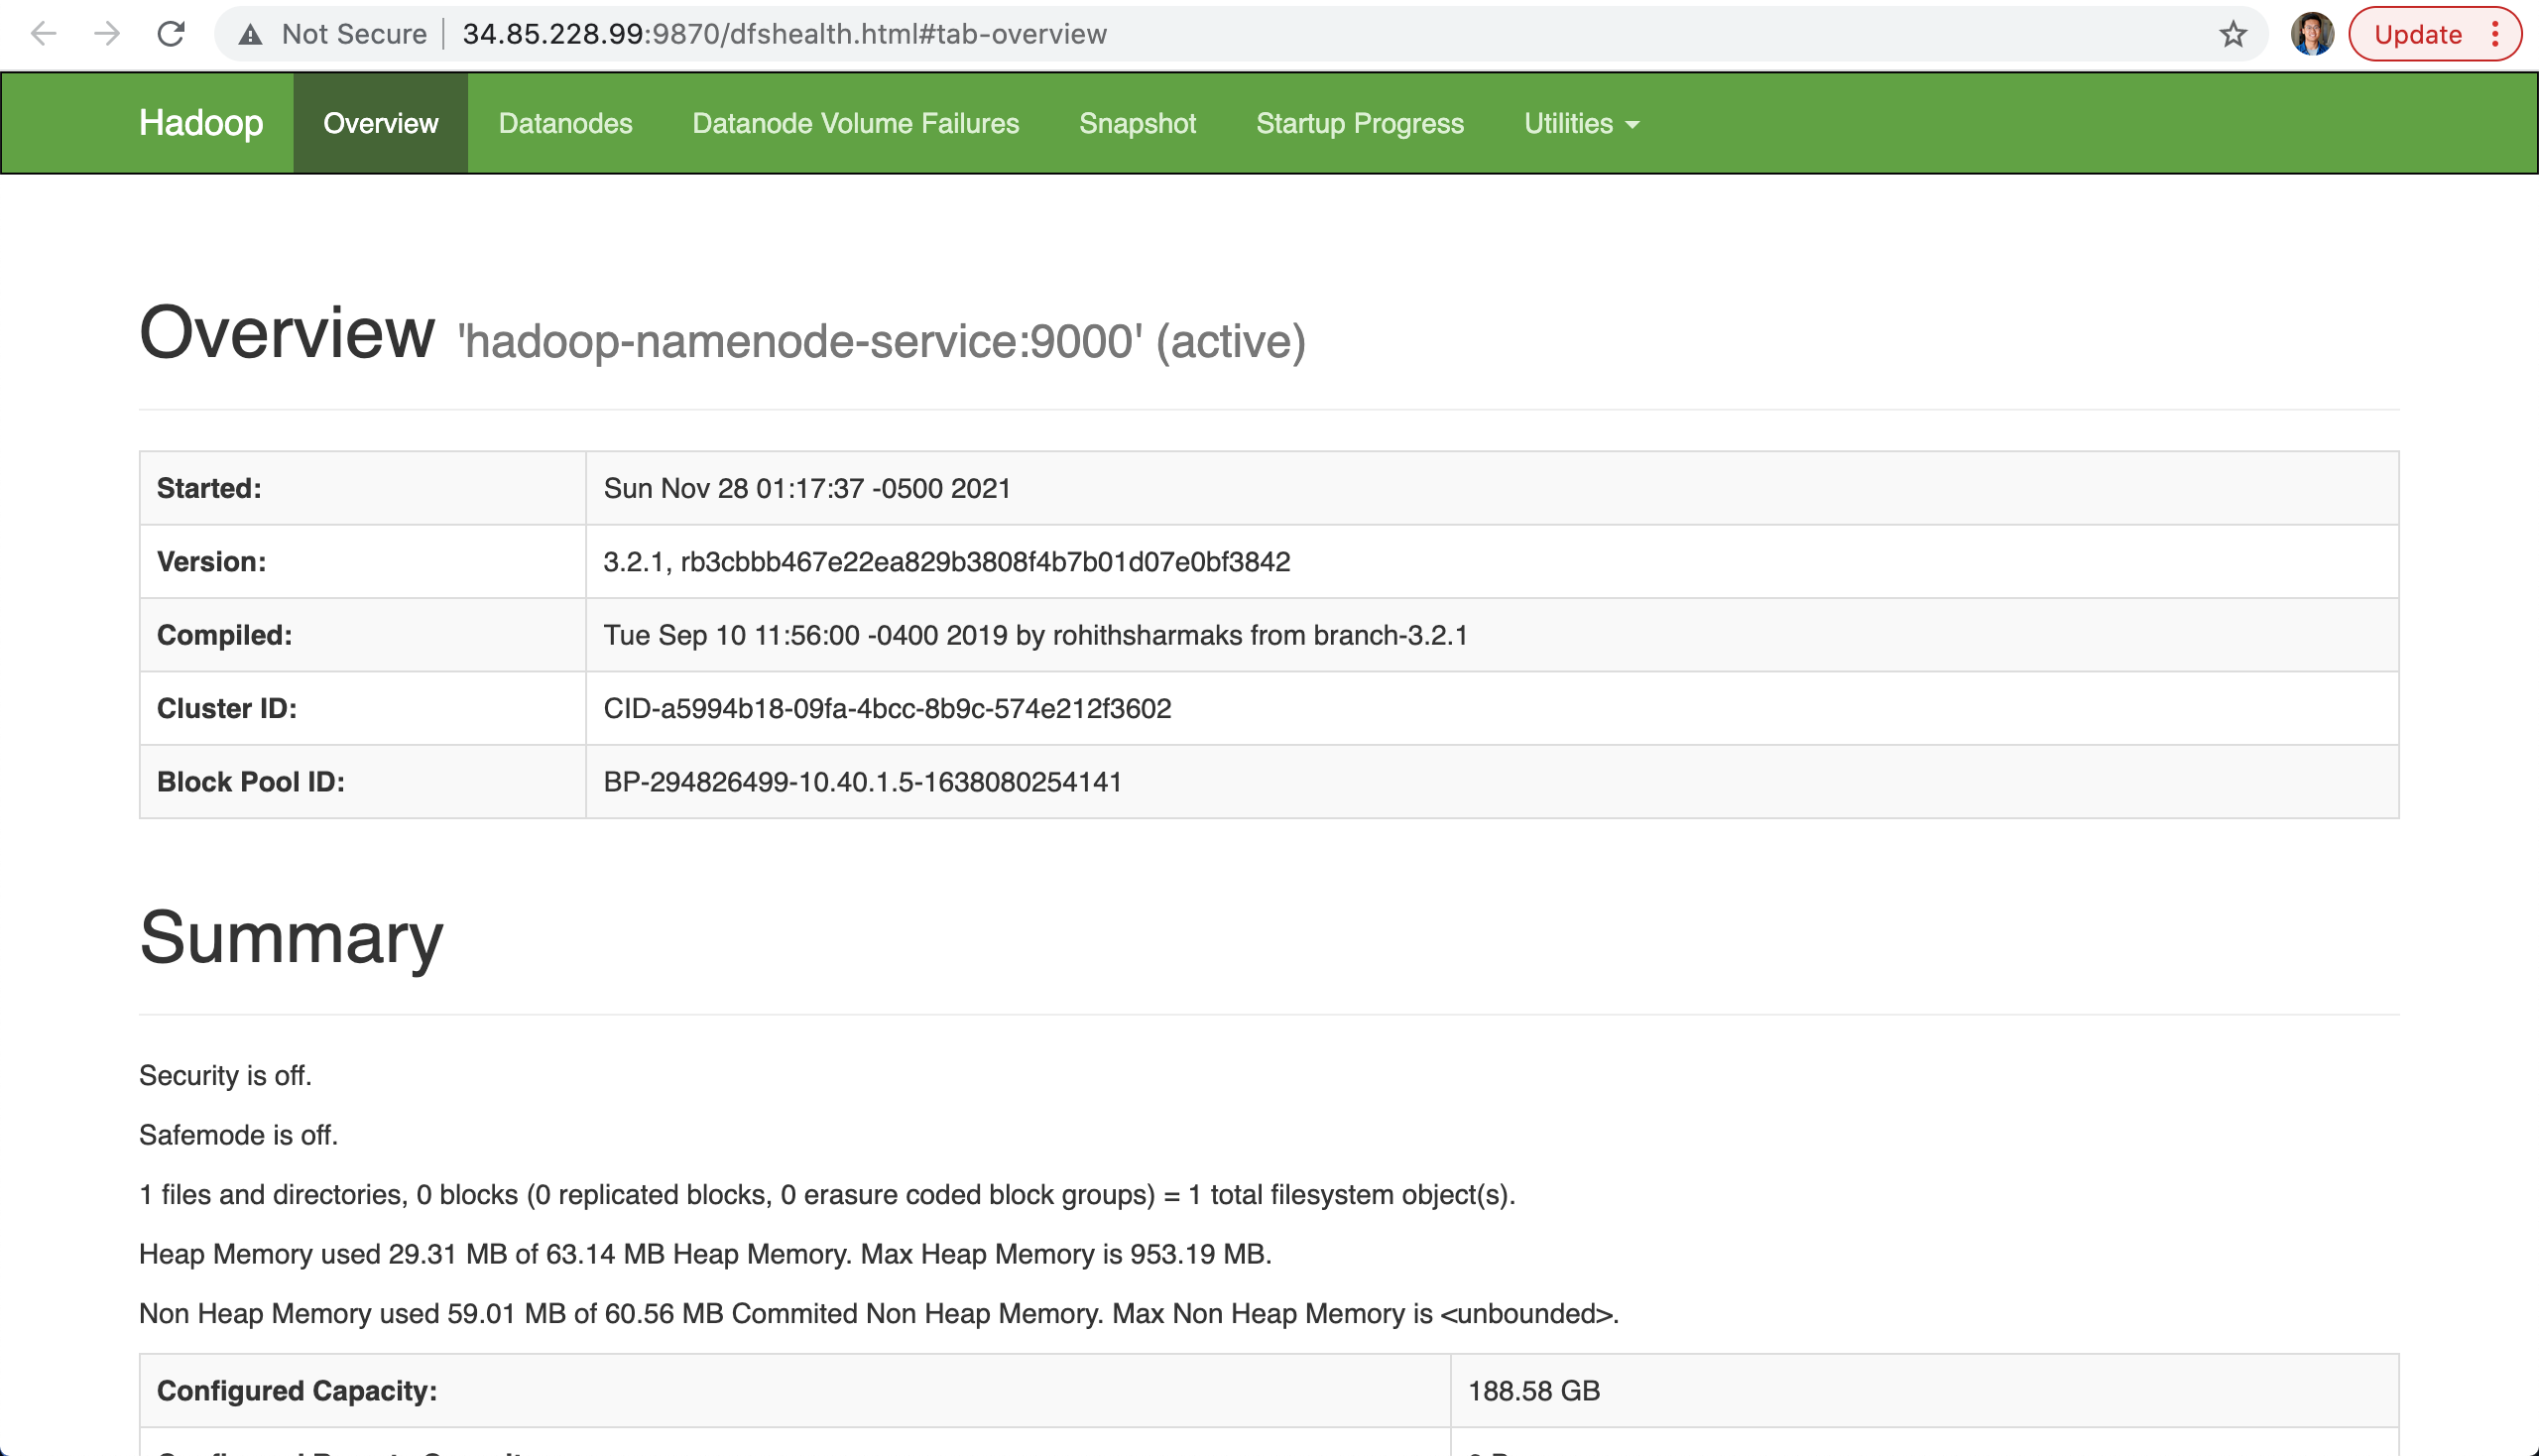 Not Secure 34.85.228.99:9870/dfshealth.html#tab-overview Update
Hadoop Overview Datanodes Datanode Volume Failures Snapshot Startup Progress Utilities
Overview 'hadoop-namenode-service:9000' (active)
Started: Sun Nov 28 01:17:37 -0500 2021
Version: 3.2.1, rb3cbbb467e22ea829b3808f4b7b01d07e0bf3842
Compiled: Tue Sep 10 11:56:00 -0400 2019 by rohithsharmaks from branch-3.2.1
Cluster ID: CID-a5994b18-09fa-4bcc-8b9c-574e212f3602
Block Pool ID: BP-294826499-10.40.1.5-1638080254141
Summary
Security is off.
Safemode is off.
1 files and directories, 0 blocks (0 replicated blocks, 0 erasure coded block groups) = 1 total filesystem object(s).
Heap Memory used 29.31 MB of 63.14 MB Heap Memory. Max Heap Memory is 953.19 MB.
Non Heap Memory used 59.01 MB of 60.56 MB Commited Non Heap Memory. Max Non Heap Memory is <unbounded>.
Configured Capacity: 188.58 GB